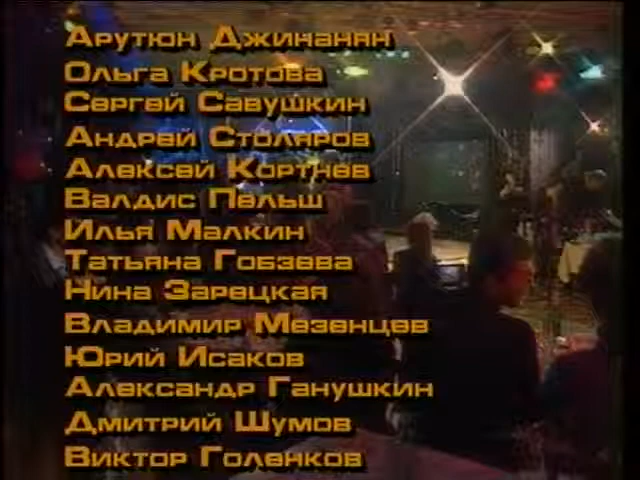 Арутюн Джинанян
Ольга Кротова
Сергей Савушкин
Андрей Столяров
Алексей Кортнев
Валдис Пельш
Илья Малкин
Татьяна Гобзева
Нина Зарецкая
Владимир Мезенцев
Юрий Исаков
Александр Ганушкин
Дмитрий Шумов
Виктор Голенков